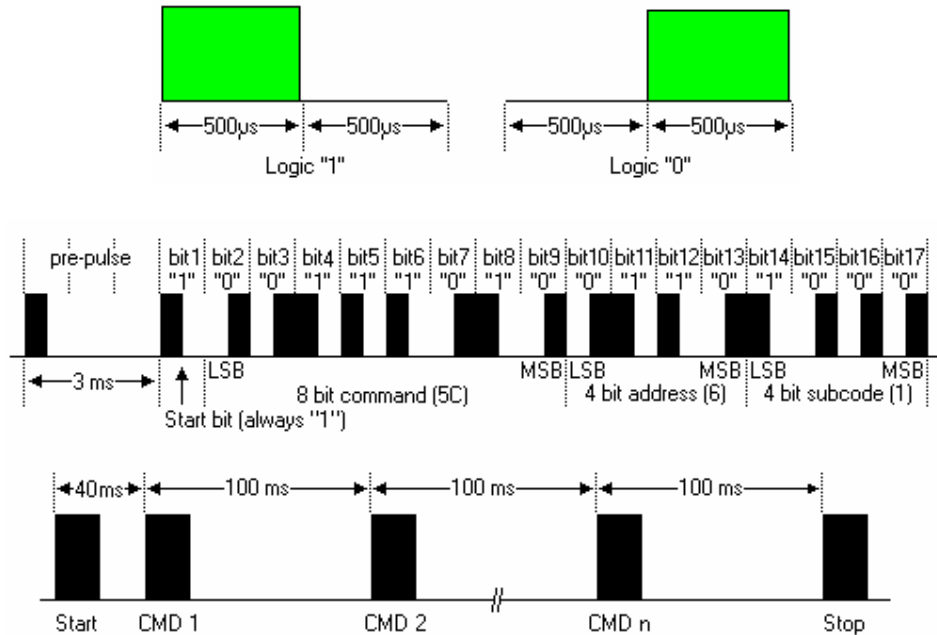 500µs 500µs 500µs 500µs
Logic "1" Logic "0"
pre-pulse bit1 bit2 bit3 bit4 bit5 bit6 bit7 bit8 bit9 bit10 bit11 bit12 bit13 bit14 bit15 bit16 bit17
"1" "0" "0" "1" "1" "1" "0" "1" "0" "0" "1" "1" "0" "1" "0" "0" "0"
3 ms LSB MSB LSB MSB LSB MSB
8 bit command (5C) 4 bit address (6) 4 bit subcode (1)
Start bit (always "1")
40ms 100 ms 100 ms 100 ms
Start CMD 1 CMD 2 CMD n Stop